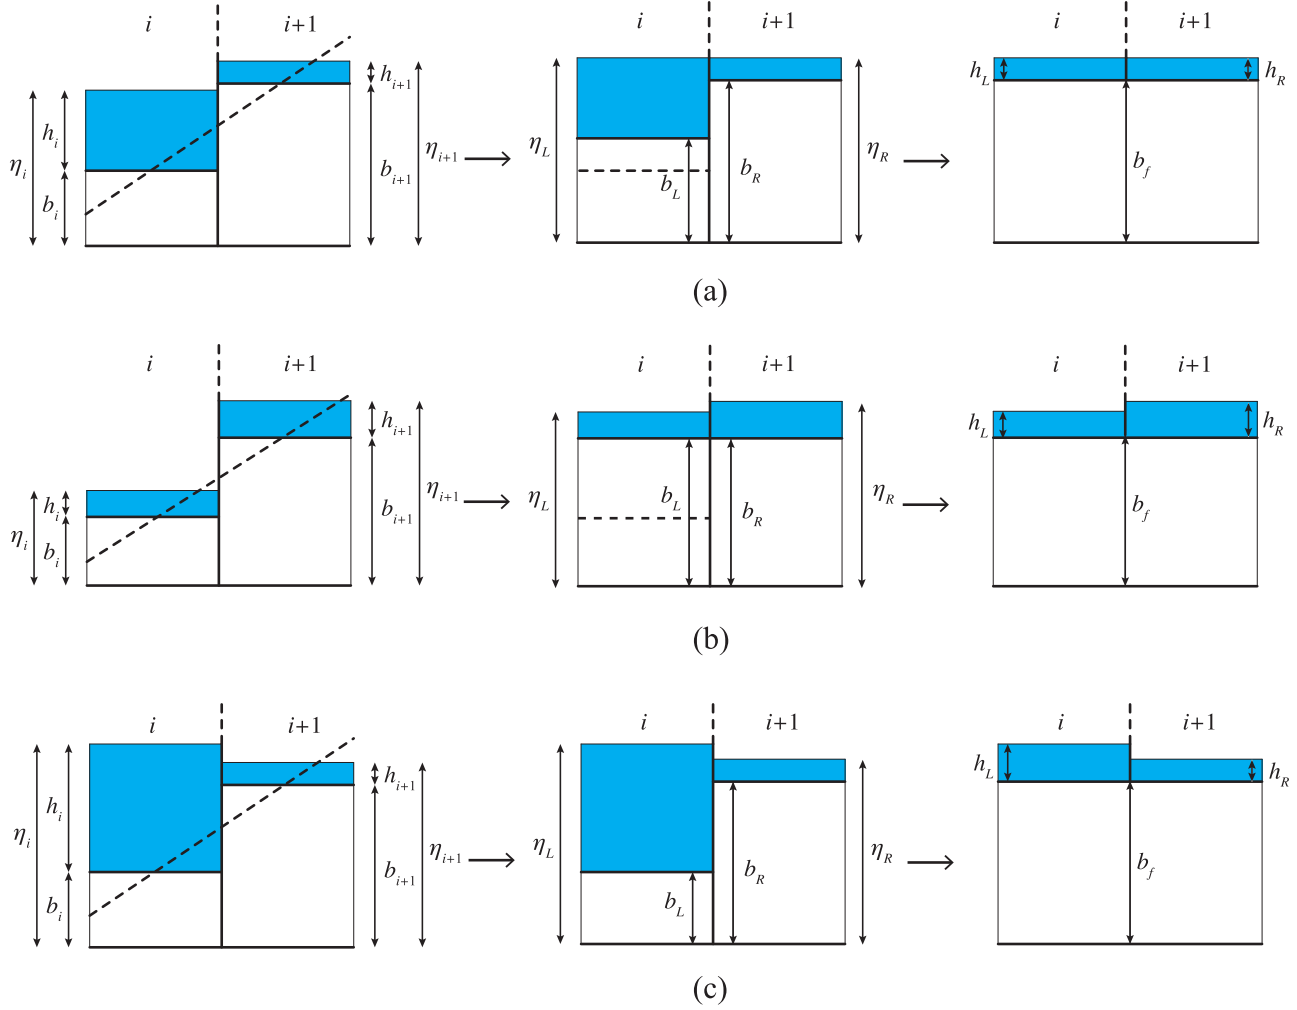 i i+1 i i+1 i i+1
η_i h_i b_i h_{i+1} b_{i+1} η_{i+1} η_L b_L b_R η_R h_L h_R b_f
(a)
i i+1 i i+1 i i+1
η_i h_i b_i h_{i+1} b_{i+1} η_{i+1} η_L b_L b_R η_R h_L h_R b_f
(b)
i i+1 i i+1 i i+1
η_i h_i b_i h_{i+1} b_{i+1} η_{i+1} η_L b_L b_R η_R h_L h_R b_f
(c)